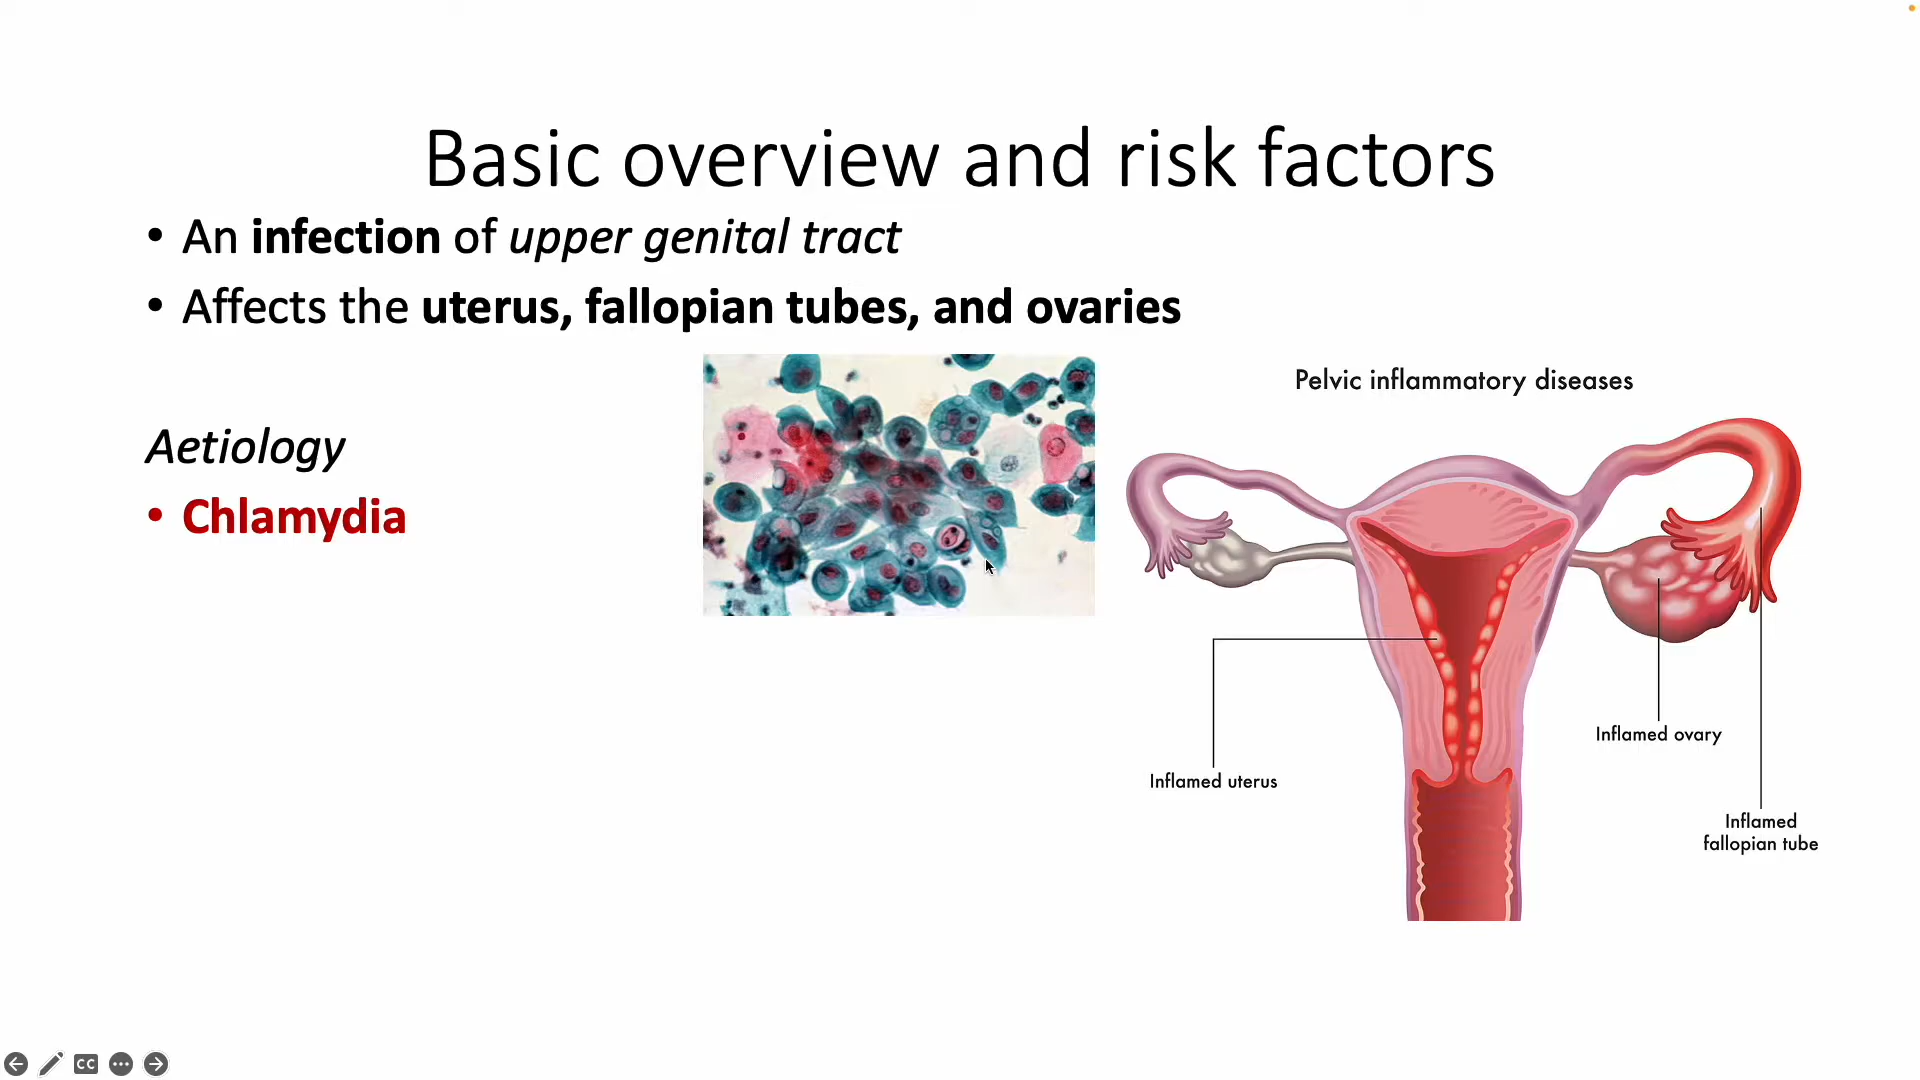 Basic overview and risk factors
• An infection of upper genital tract
• Affects the uterus, fallopian tubes, and ovaries
Aetiology
• Chlamydia
Pelvic inflammatory diseases
Inflamed uterus
Inflamed ovary
Inflamed
fallopian tube
CC